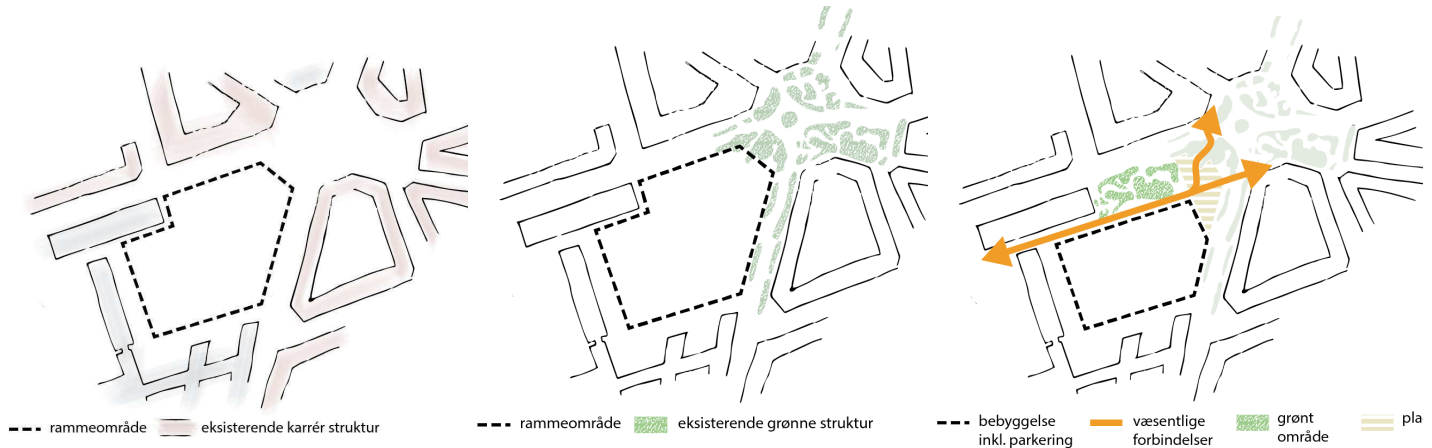 rammeområde
eksisterende karrér struktur
rammeområde
eksisterende grønne struktur
bebyggelse
inkl. parkering
væsentlige
forbindelser
grønt
område
pla